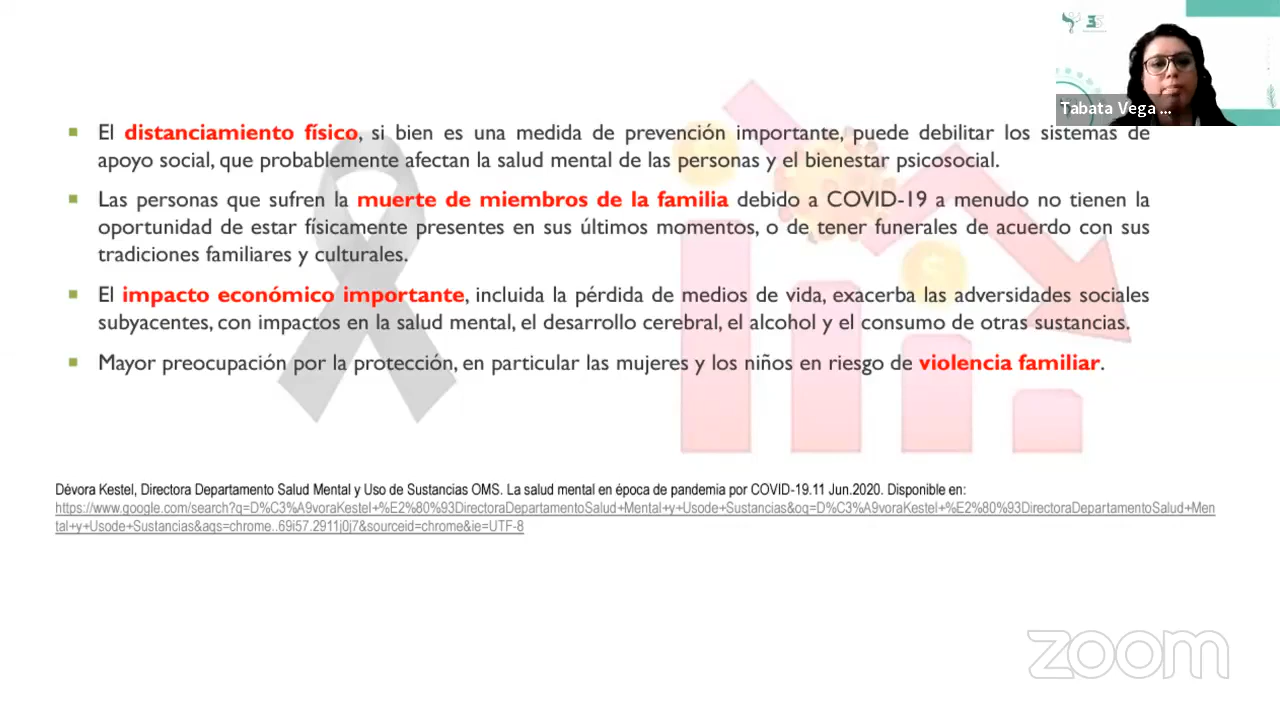 Tabata Vega ...
El distanciamiento físico, si bien es una medida de prevención importante, puede debilitar los sistemas de
apoyo social, que probablemente afectan la salud mental de las personas y el bienestar psicosocial.
Las personas que sufren la muerte de miembros de la familia debido a COVID-19 a menudo no tienen la
oportunidad de estar físicamente presentes en sus últimos momentos, o de tener funerales de acuerdo con sus
tradiciones familiares y culturales.
El impacto económico importante, incluida la pérdida de medios de vida, exacerba las adversidades sociales
subyacentes, con impactos en la salud mental, el desarrollo cerebral, el alcohol y el consumo de otras sustancias.
Mayor preocupación por la protección, en particular las mujeres y los niños en riesgo de violencia familiar.
Dévora Kestel, Directora Departamento Salud Mental y Uso de Sustancias OMS. La salud mental en época de pandemia por COVID-19.11 Jun.2020. Disponible en:
https://www.google.com/search?q=D%C3%A9voraKestel+%E2%80%93DirectoraDepartamentoSalud+Mental+y+Usode+Sustancias&oq=D%C3%A9voraKestel+%E2%80%93DirectoraDepartamentoSalud+Men
tal+y+Usode+Sustancias&aqs=chrome..69i57.2911j0j7&sourceid=chrome&ie=UTF-8
zoom